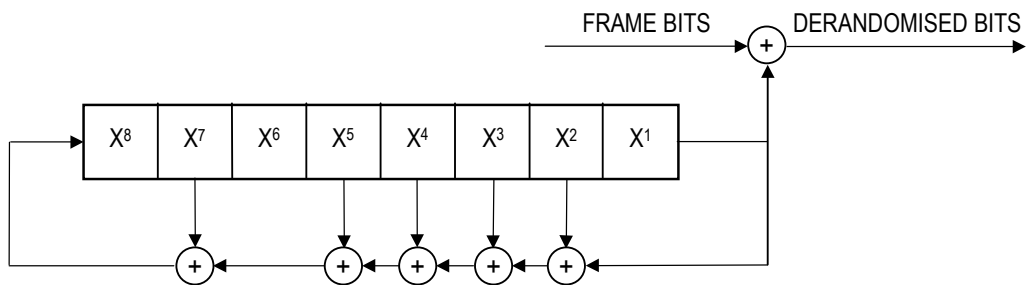 FRAME BITS DERANDOMISED BITS
+
X⁸ X⁷ X⁶ X⁵ X⁴ X³ X² X¹
+ + + + +